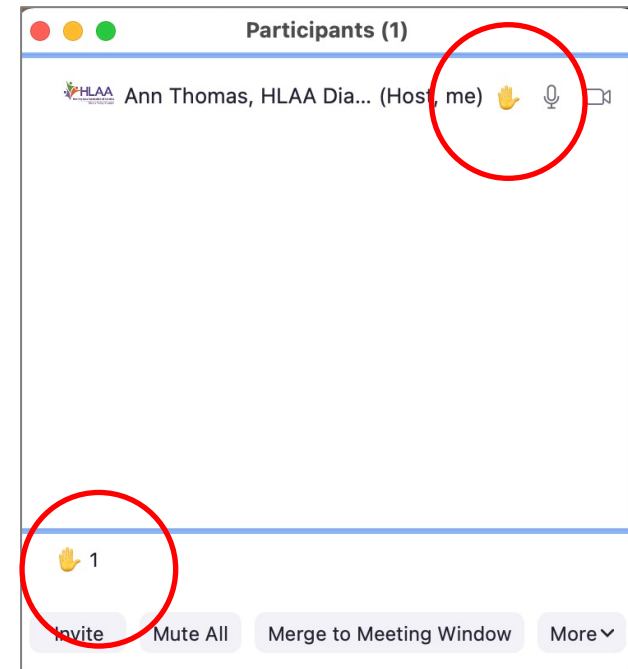 Participants (1)
HLAA
Ann Thomas, HLAA Dia... (Host, me) ✋
✋ 1
Invite Mute All Merge to Meeting Window More